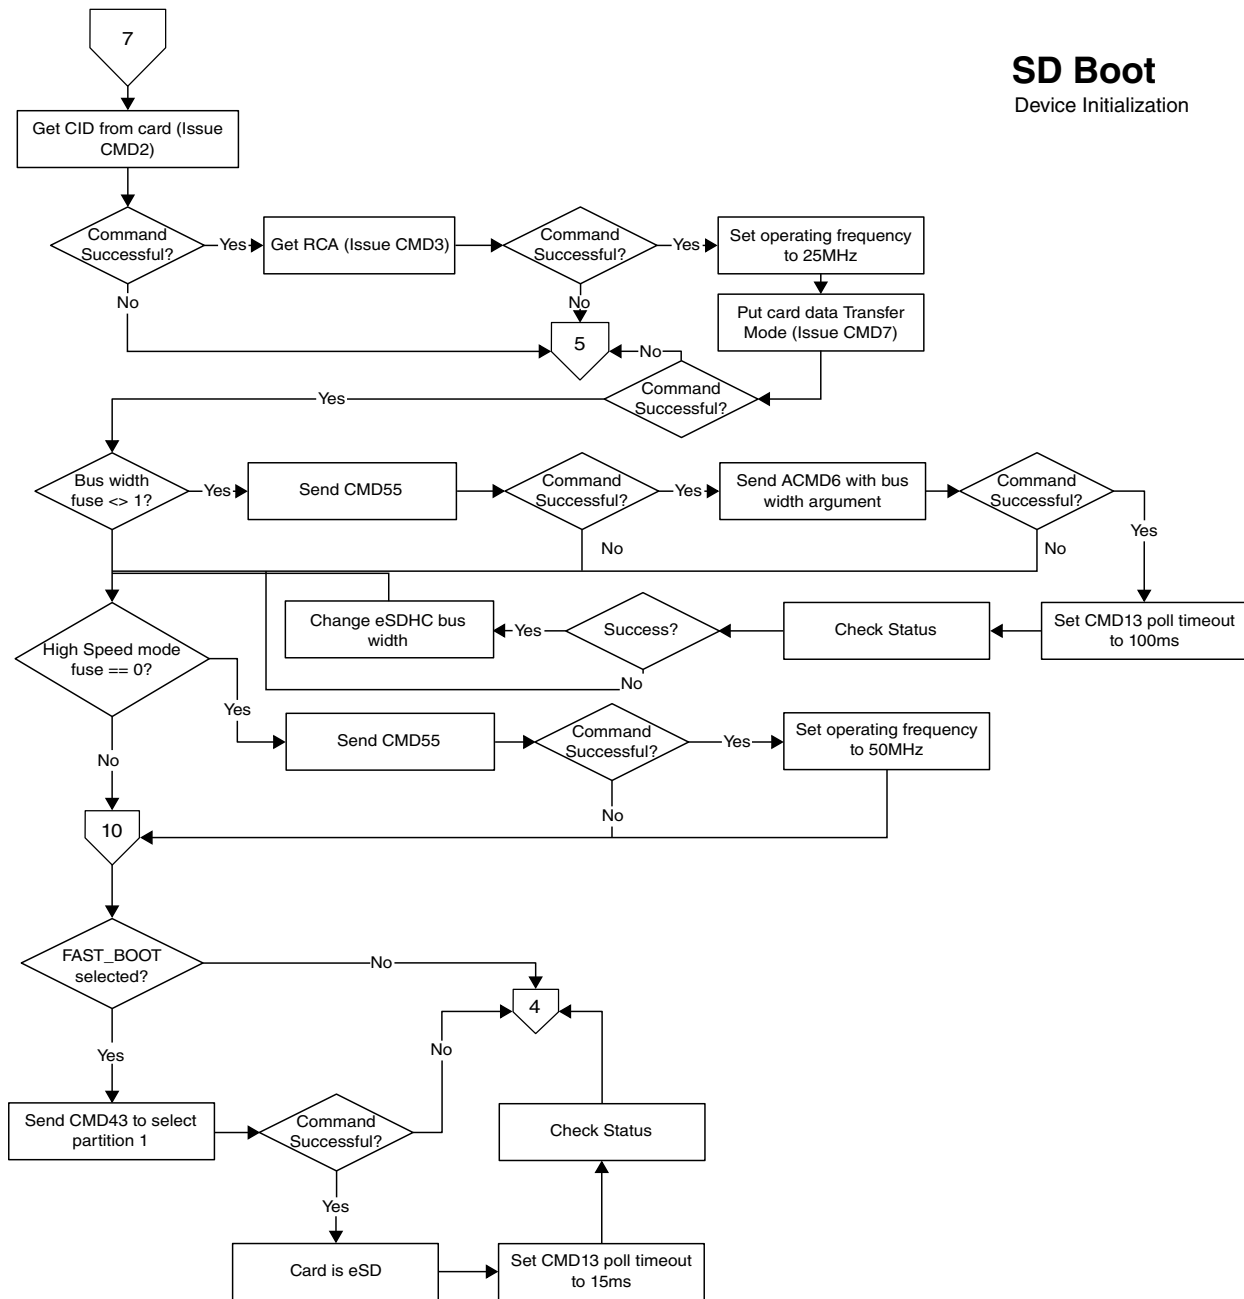 7
SD Boot
Device Initialization
Get CID from card (Issue
CMD2)
Command
Successful?
Yes
Get RCA (Issue CMD3)
Command
Successful?
Yes
Set operating frequency
to 25MHz
No
No
Put card data Transfer
Mode (Issue CMD7)
5
No
Command
Successful?
Yes
Bus width
fuse <> 1?
Yes
Send CMD55
Command
Successful?
Yes
Send ACMD6 with bus
width argument
Command
Successful?
Yes
No
No
Change eSDHC bus
width
Yes
Success?
Check Status
Set CMD13 poll timeout
to 100ms
High Speed mode
fuse == 0?
No
Yes
Send CMD55
Command
Successful?
Yes
Set operating frequency
to 50MHz
No
No
10
FAST_BOOT
selected?
No
4
Yes
No
Send CMD43 to select
partition 1
Command
Successful?
Check Status
Yes
Card is eSD
Set CMD13 poll timeout
to 15ms